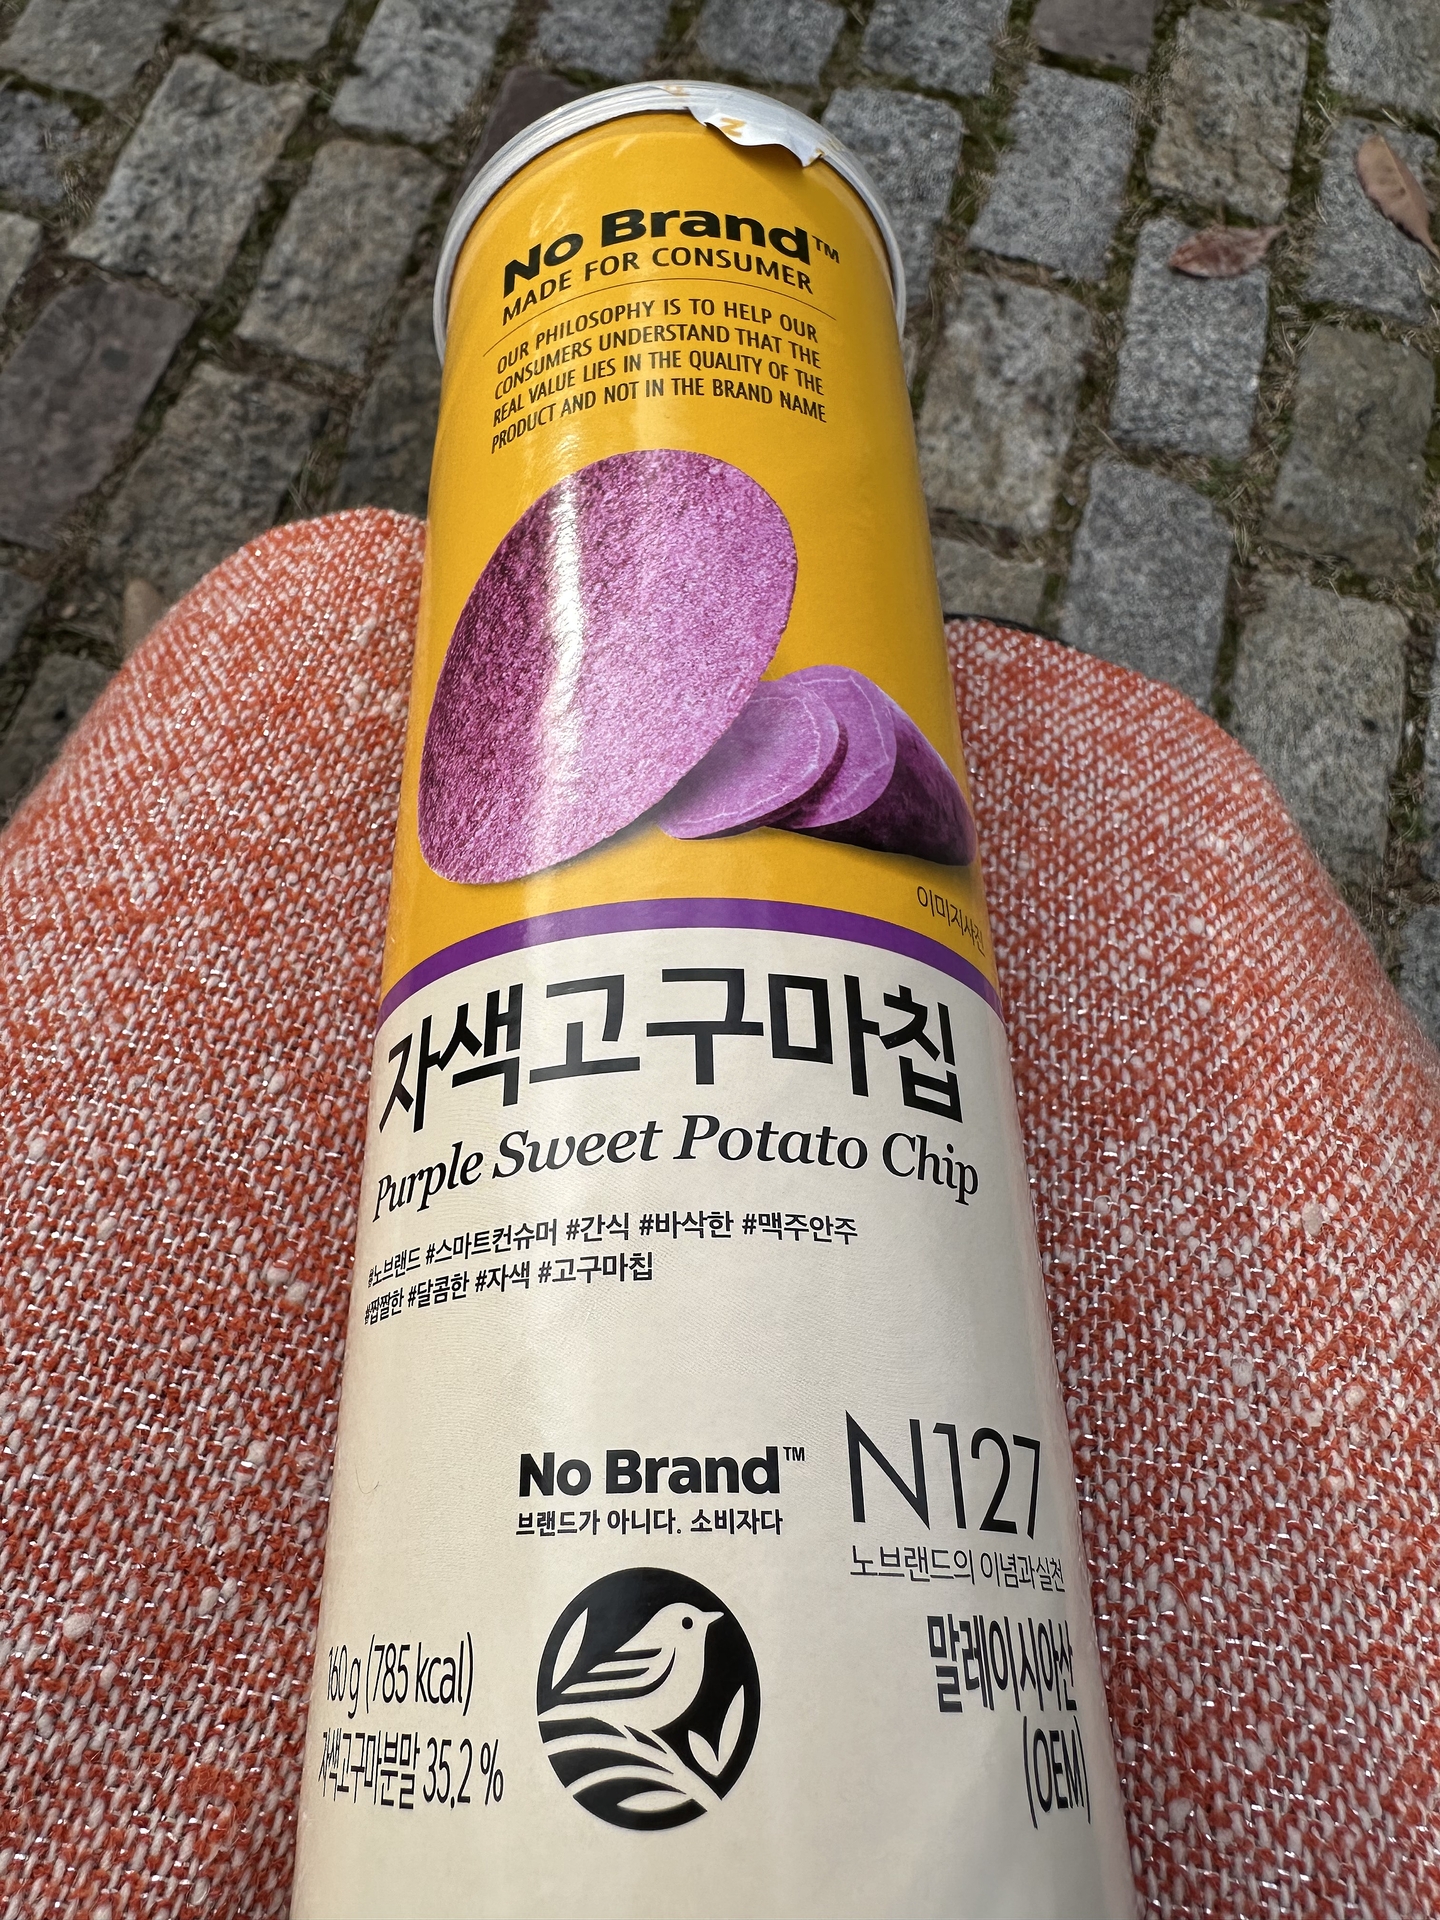 No Brand™
MADE FOR CONSUMER
OUR PHILOSOPHY IS TO HELP OUR
CONSUMERS UNDERSTAND THAT THE
REAL VALUE LIES IN THE QUALITY OF THE
PRODUCT AND NOT IN THE BRAND NAME
이미지사진
자색고구마칩
Purple Sweet Potato Chip
#노브랜드 #스마트컨슈머 #간식 #바삭한 #맥주안주
#짭짤한 #달콤한 #자색 #고구마칩
No Brand™
브랜드가 아니다. 소비자다
N127
노브랜드의 이념과실천
말레이시아산
(OEM)
160 g (785 kcal)
자색고구마분말 35.2 %